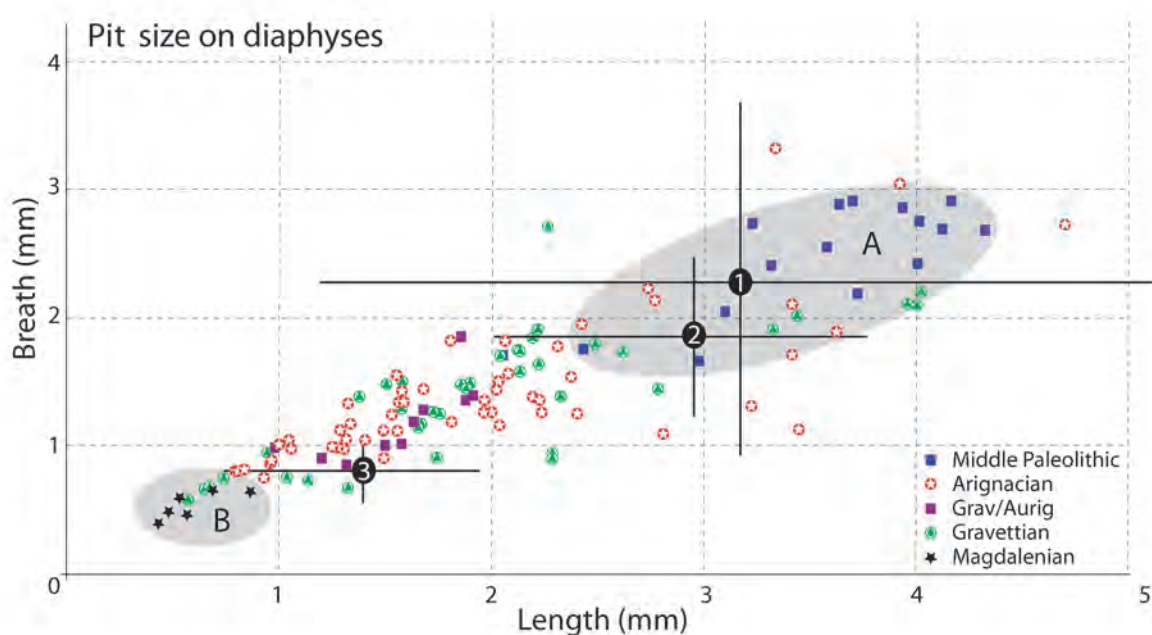 Pit size on diaphyses
4
3
2
1
0
Breath (mm)
A
1
2
3
B
Middle Paleolithic
Arignacian
Grav/Aurig
Gravettian
Magdalenian
1
2
3
4
5
Length (mm)